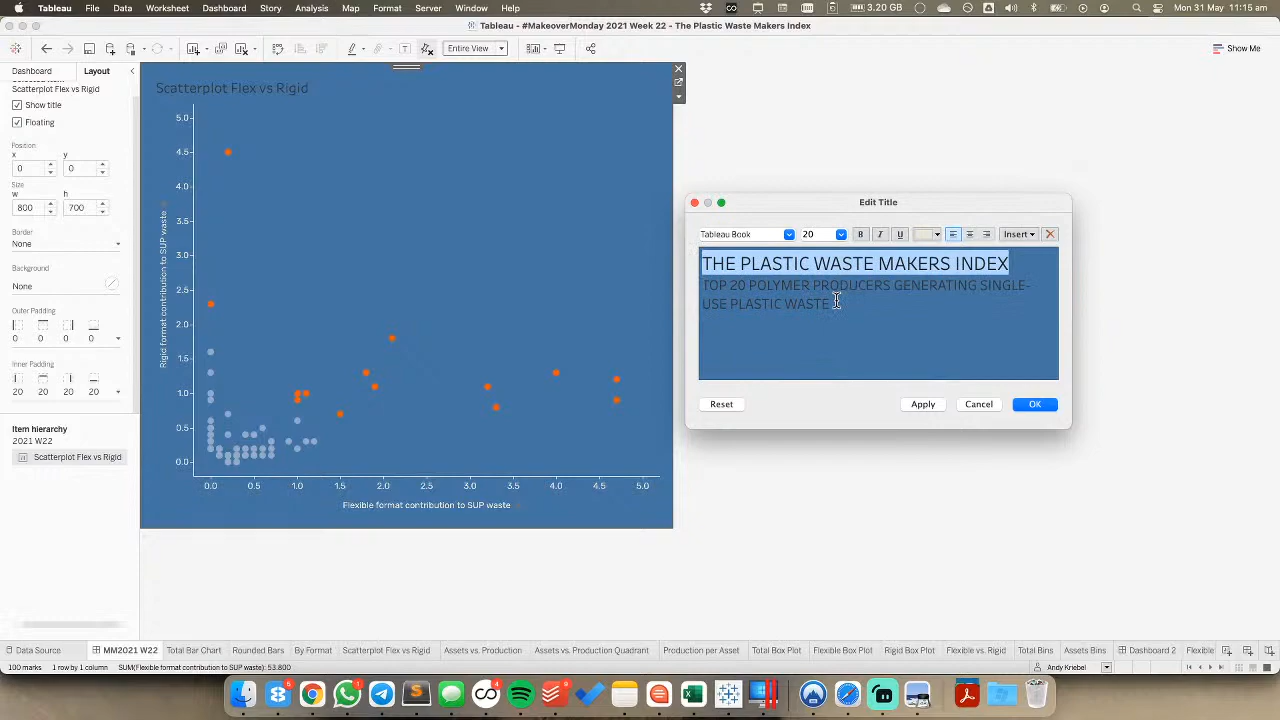 Tableau File Data Worksheet Dashboard Story Analysis Map Format Server Window Help 3.20 GB Mon 31 May 11:15 am
Tableau - #MakeoverMonday 2021 Week 22 - The Plastic Waste Makers Index
Entire View Show Me
Dashboard Layout
Selected item
Scatterplot Flex vs Rigid
Show title
Floating
Position
x y
0 0
Size
w h
800 700
Border
None
Background
None
Outer Padding
0 0 0 0
Inner Padding
20 20 20 20
Item hierarchy
2021 W22
Scatterplot Flex vs Rigid
Scatterplot Flex vs Rigid
5.0
4.5
4.0
3.5
3.0
2.5
2.0
1.5
1.0
0.5
0.0
Rigid format contribution to SUP waste
0.0 0.5 1.0 1.5 2.0 2.5 3.0 3.5 4.0 4.5 5.0
Flexible format contribution to SUP waste
Edit Title
Tableau Book 20 B I U Insert
THE PLASTIC WASTE MAKERS INDEX
TOP 20 POLYMER PRODUCERS GENERATING SINGLE-
USE PLASTIC WASTE
Reset Apply Cancel OK
Data Source MM2021 W22 Total Bar Chart Rounded Bars By Format Scatterplot Flex vs Rigid Assets vs. Production Assets vs. Production Quadrant Production per Asset Total Box Plot Flexible Box Plot Rigid Box Plot Flexible vs. Rigid Total Bins Assets Bins Dashboard 2 Flexible
100 marks 1 row by 1 column SUM(Flexible format contribution to SUP waste): 53.800 Andy Kriebel